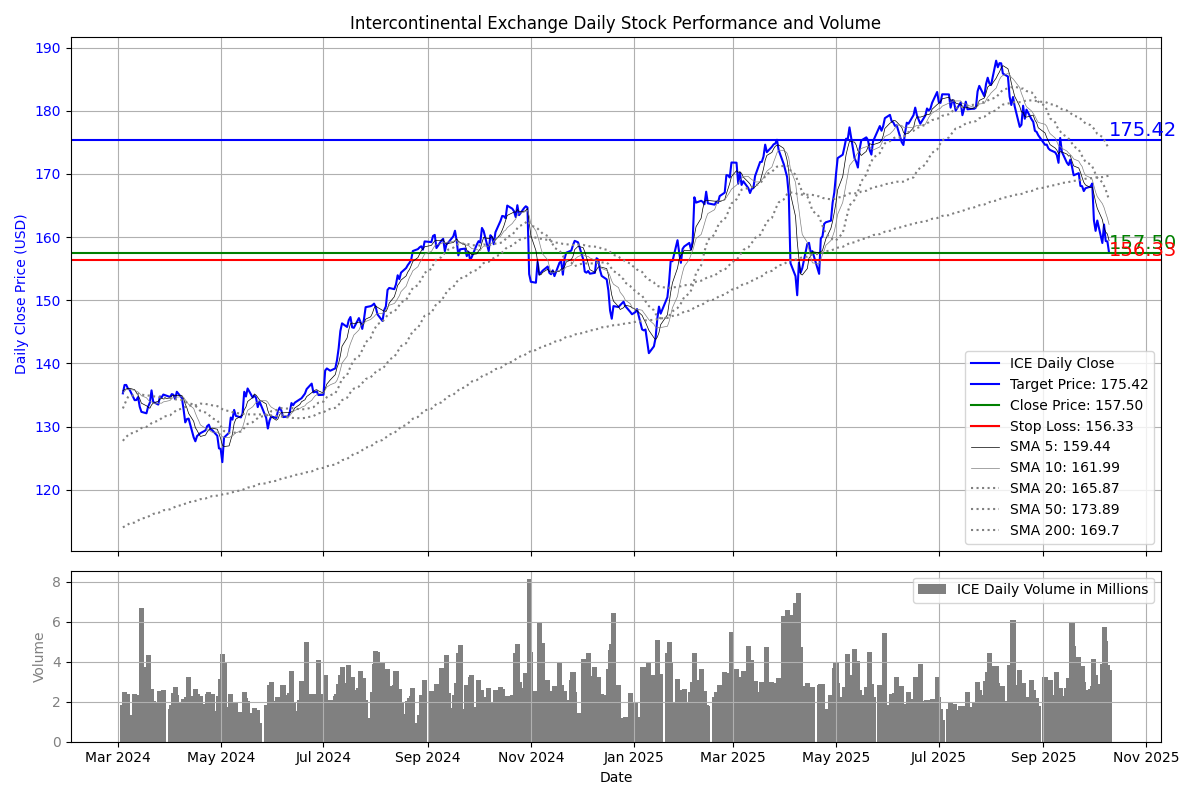 Intercontinental Exchange Daily Stock Performance and Volume
Daily Close Price (USD)
190
180
170
160
150
140
130
120
175.42
157.50
156.33
ICE Daily Close
Target Price: 175.42
Close Price: 157.50
Stop Loss: 156.33
SMA 5: 159.44
SMA 10: 161.99
SMA 20: 165.87
SMA 50: 173.89
SMA 200: 169.7
Volume
8
6
4
2
0
ICE Daily Volume in Millions
Mar 2024 May 2024 Jul 2024 Sep 2024 Nov 2024 Jan 2025 Mar 2025 May 2025 Jul 2025 Sep 2025 Nov 2025
Date